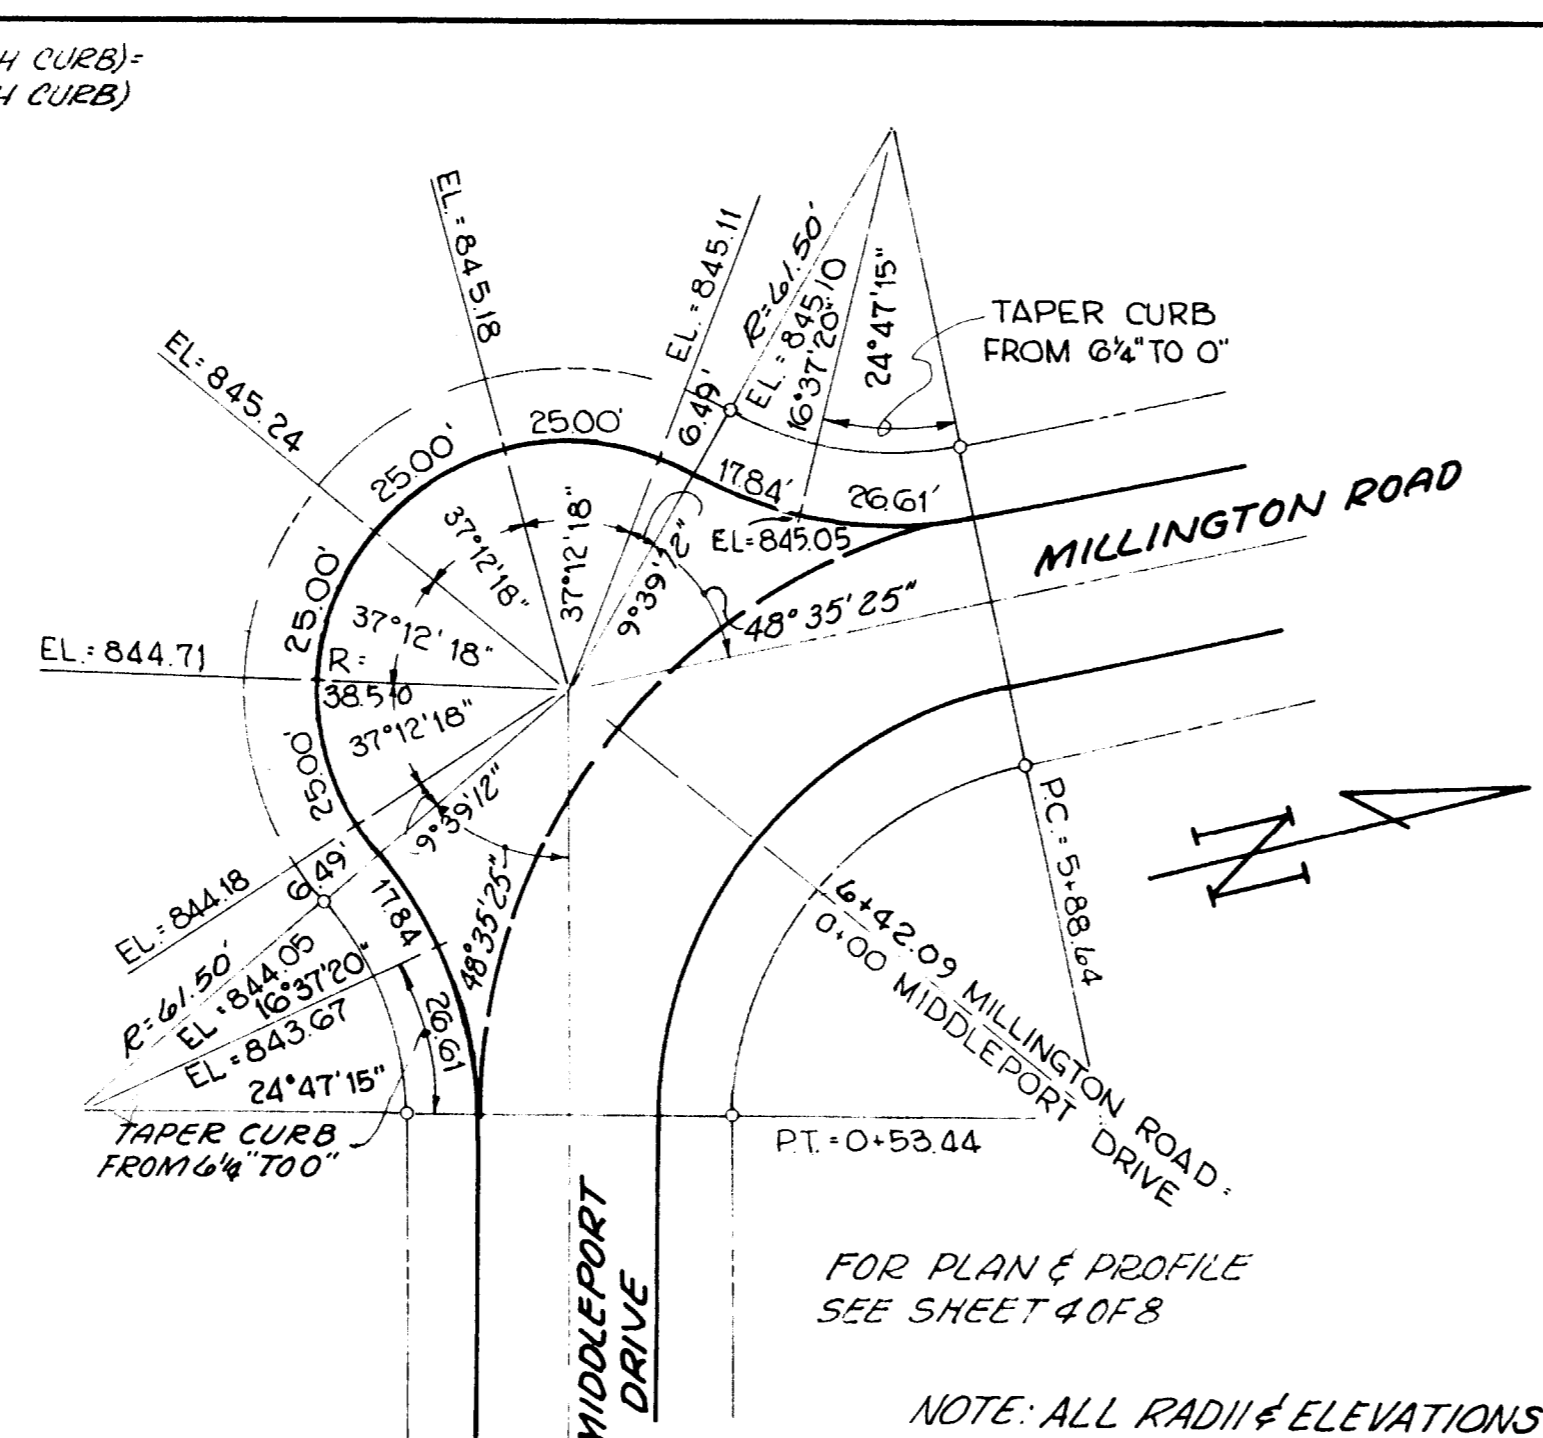 H CURB)=
H CURB)
EL.=845.18
EL.=845.11
R=61.50'
EL.=845.10
16°37'20"
24°47'15"
TAPER CURB
FROM 6¼" TO 0"
EL=845.24
6.49'
25.00'
25.00'
17.84'
26.61'
MILLINGTON ROAD
37°12'18"
37°12'18"
EL=845.05
9°39'12"
48°35'25"
25.00'
37°12'18"
EL.=844.71
R=
38.50
37°12'18"
25.00'
9°39'12"
P.C.=5+88.64
N
6.49'
EL.=844.18
17.84
48°35'25"
6+42.09 MILLINGTON ROAD=
0+00 MIDDLEPORT DRIVE
R=61.50'
EL=844.05
16°37'20"
EL=843.67
26.61
24°47'15"
TAPER CURB
FROM 6¼" TO 0"
P.T.=0+53.44
MIDDLEPORT
DRIVE
FOR PLAN & PROFILE
SEE SHEET 4 OF 8
NOTE: ALL RADII & ELEVATIONS